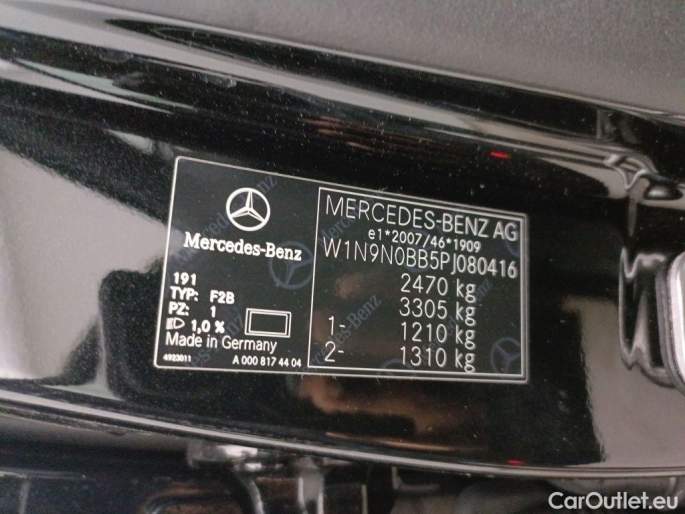 Mercedes-Benz
191
TYP: F2B
PZ: 1
1,0 %
Made in Germany
4923011 A 000 817 44 04
MERCEDES-BENZ AG
e1*2007/46*1909
W1N9N0BB5PJ080416
2470 kg
3305 kg
1- 1210 kg
2- 1310 kg
CarOutlet.eu